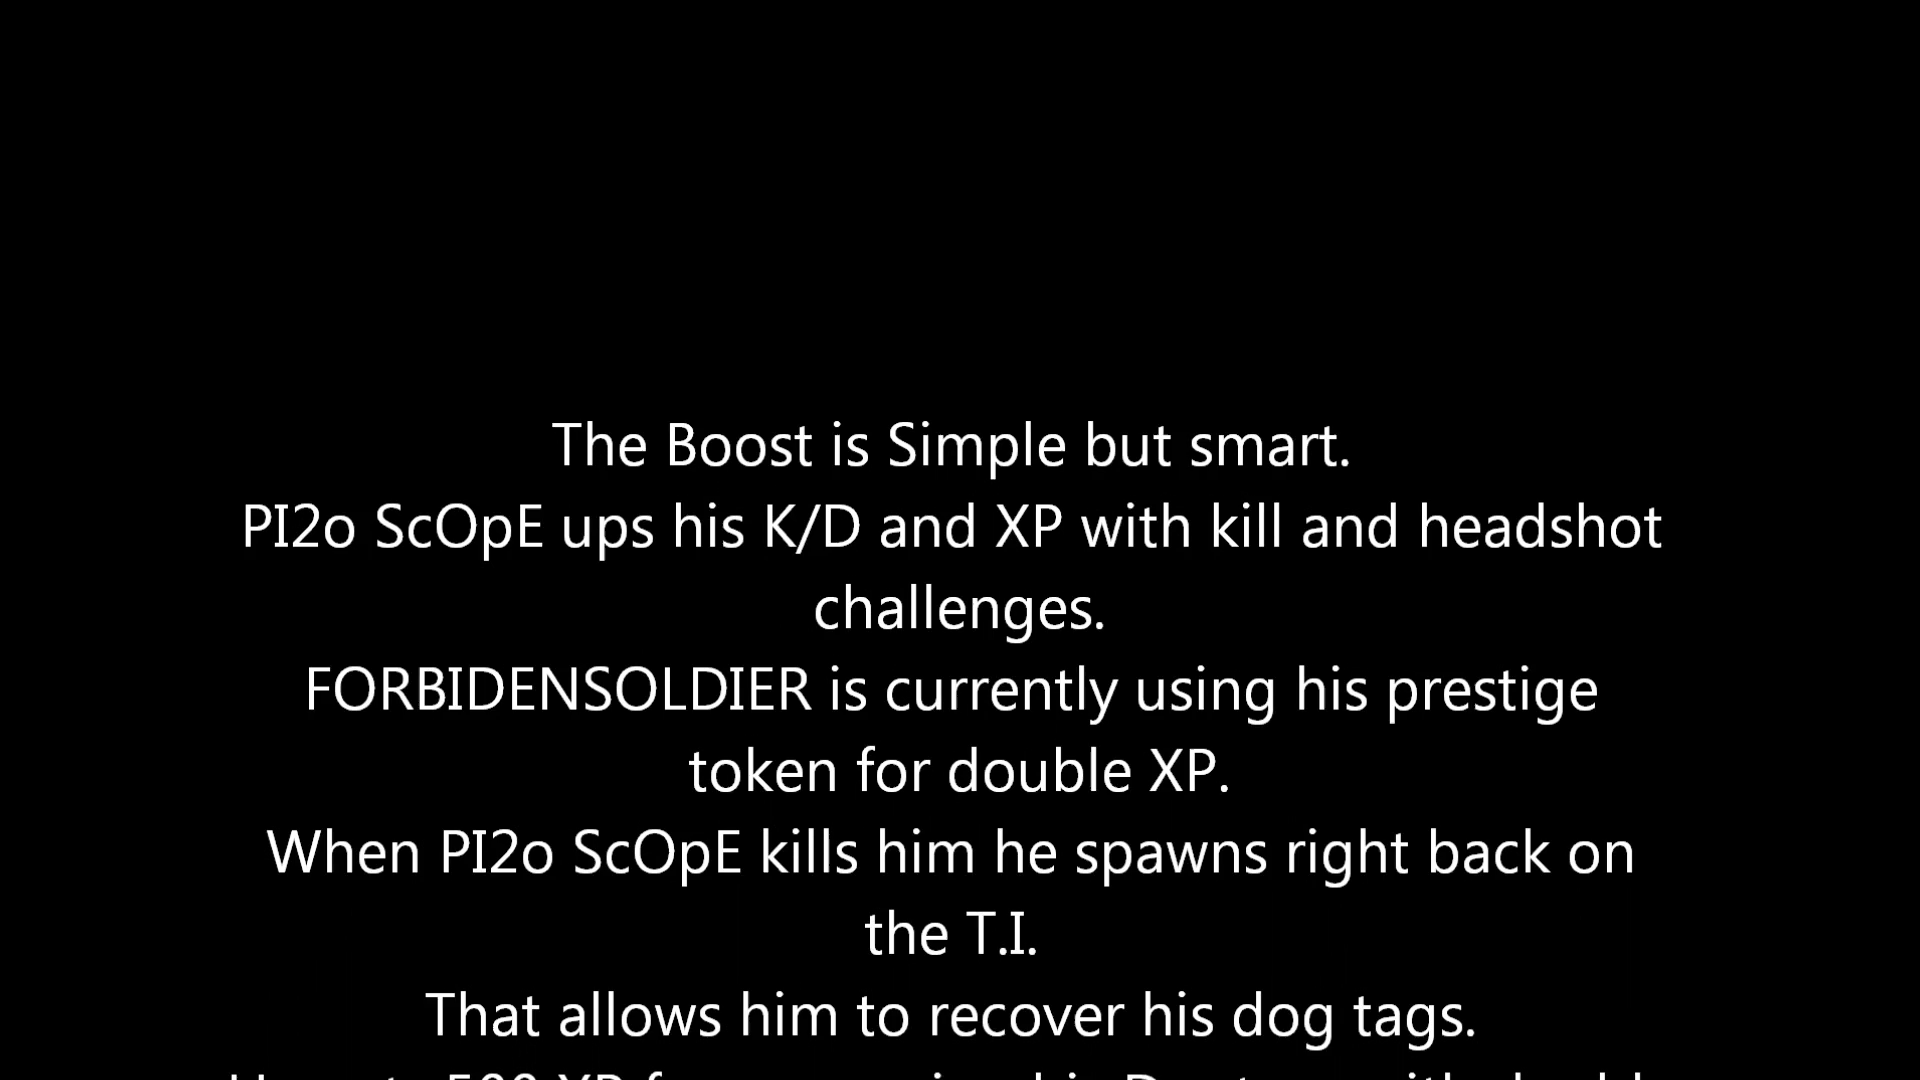 The Boost is Simple but smart.
PI2o ScOpE ups his K/D and XP with kill and headshot
challenges.
FORBIDENSOLDIER is currently using his prestige
token for double XP.
When PI2o ScOpE kills him he spawns right back on
the T.I.
That allows him to recover his dog tags.